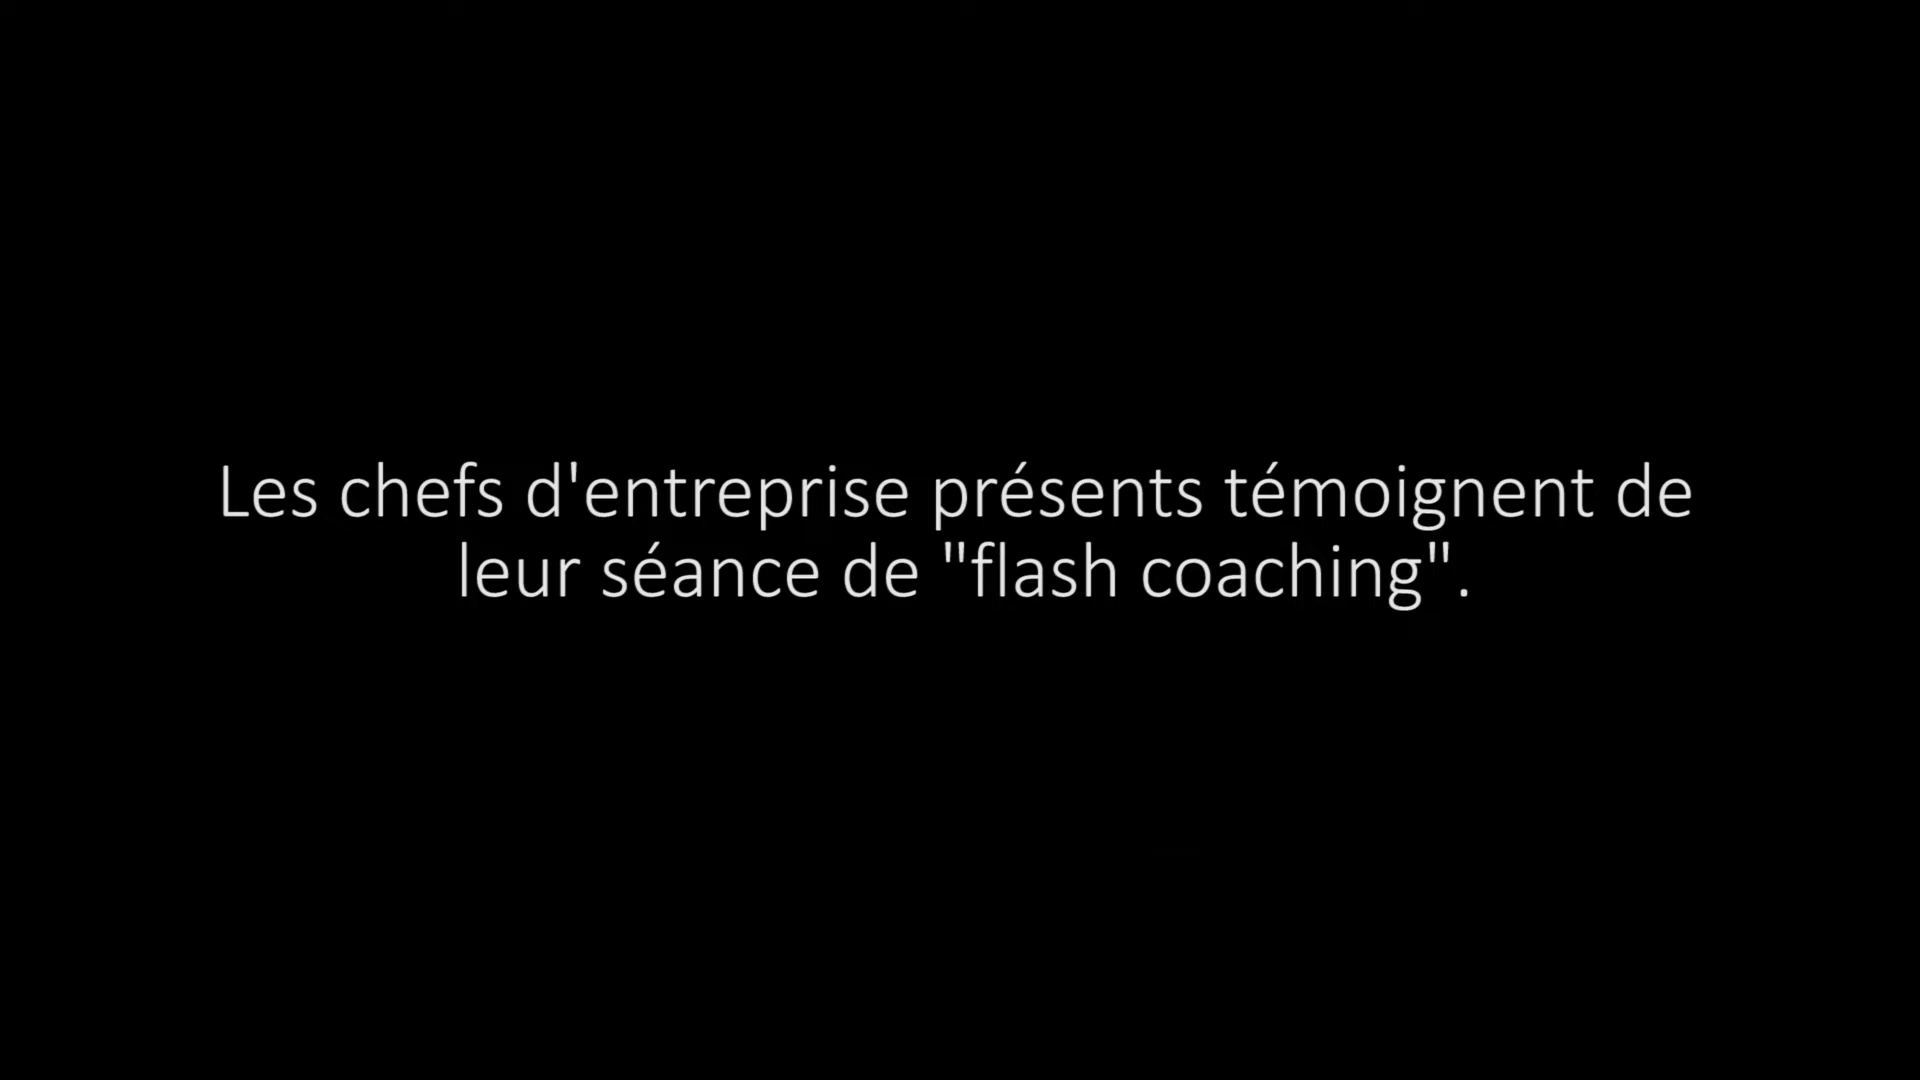 Les chefs d'entreprise présents témoignent de
leur séance de "flash coaching".